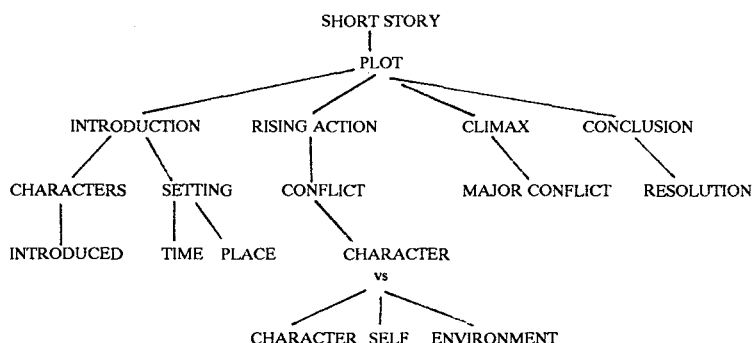 SHORT STORY
PLOT
INTRODUCTION RISING ACTION CLIMAX CONCLUSION
CHARACTERS SETTING CONFLICT MAJOR CONFLICT RESOLUTION
INTRODUCED TIME PLACE CHARACTER
vs
CHARACTER SELF ENVIRONMENT